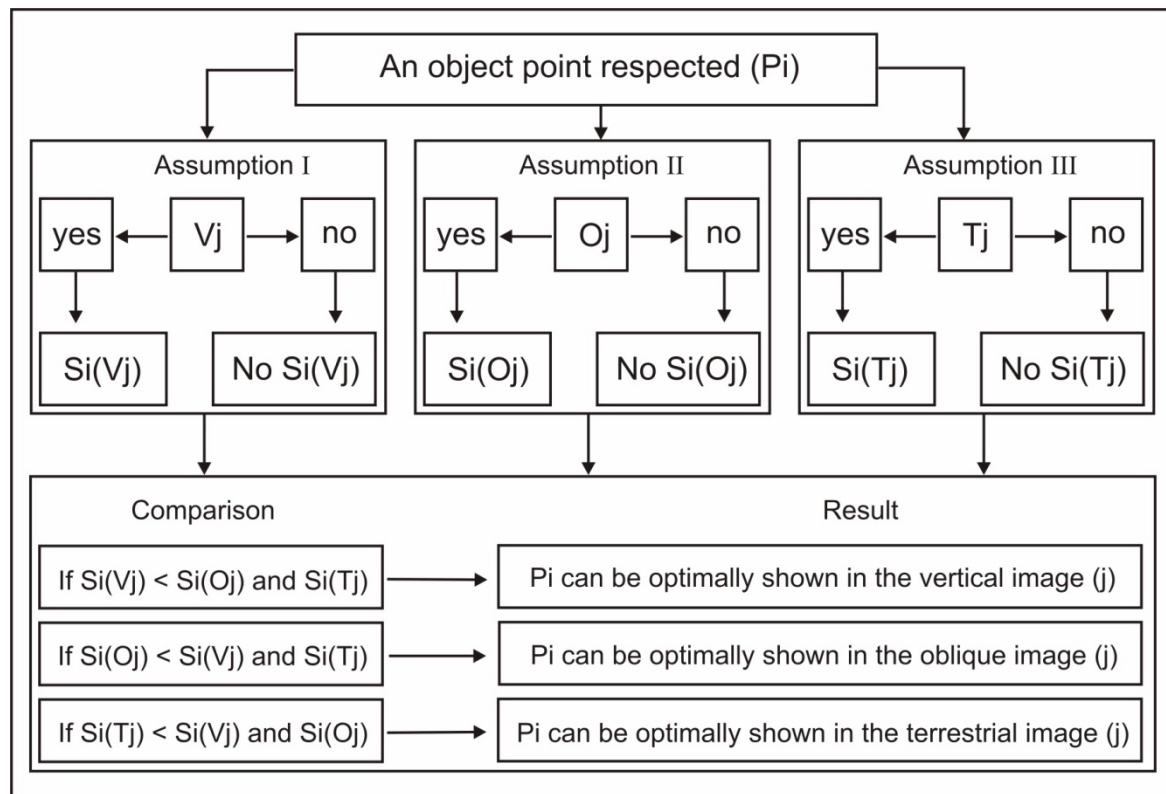 An object point respected (Pi)
Assumption I
yes
Vj
no
Si(Vj)
No Si(Vj)
Assumption II
yes
Oj
no
Si(Oj)
No Si(Oj)
Assumption III
yes
Tj
no
Si(Tj)
No Si(Tj)
Comparison
Result
If Si(Vj) < Si(Oj) and Si(Tj)
Pi can be optimally shown in the vertical image (j)
If Si(Oj) < Si(Vj) and Si(Tj)
Pi can be optimally shown in the oblique image (j)
If Si(Tj) < Si(Vj) and Si(Oj)
Pi can be optimally shown in the terrestrial image (j)